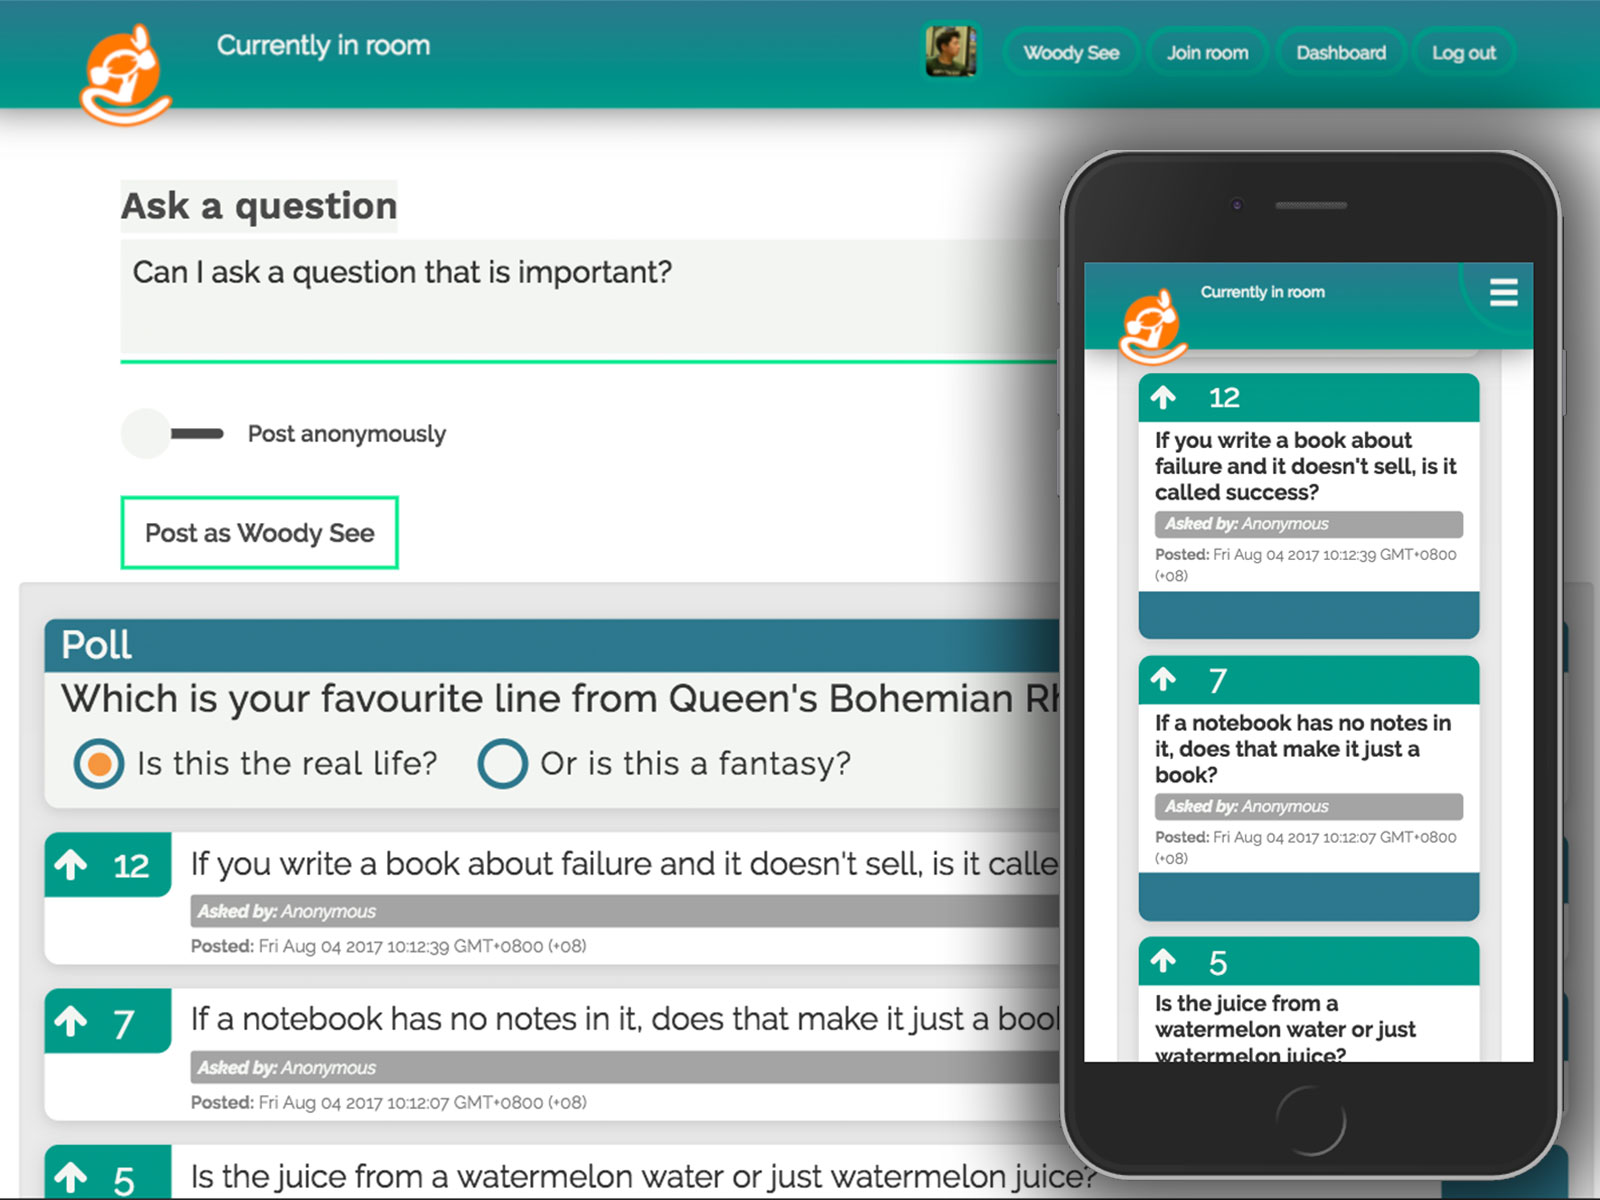 Currently in room
Woody See
Join room
Dashboard
Log out
Ask a question
Can I ask a question that is important?
Post anonymously
Post as Woody See
Poll
Which is your favourite line from Queen's Bohemian Rh
Is this the real life?
Or is this a fantasy?
12
If you write a book about failure and it doesn't sell, is it calle
Asked by: Anonymous
Posted: Fri Aug 04 2017 10:12:39 GMT+0800 (+08)
7
If a notebook has no notes in it, does that make it just a book
Asked by: Anonymous
Posted: Fri Aug 04 2017 10:12:07 GMT+0800 (+08)
5
Is the juice from a watermelon water or just watermelon juice?
Currently in room
12
If you write a book about
failure and it doesn't sell, is it
called success?
Asked by: Anonymous
Posted: Fri Aug 04 2017 10:12:39 GMT+0800
(+08)
7
If a notebook has no notes in
it, does that make it just a
book?
Asked by: Anonymous
Posted: Fri Aug 04 2017 10:12:07 GMT+0800
(+08)
5
Is the juice from a
watermelon water or just
watermelon juice?